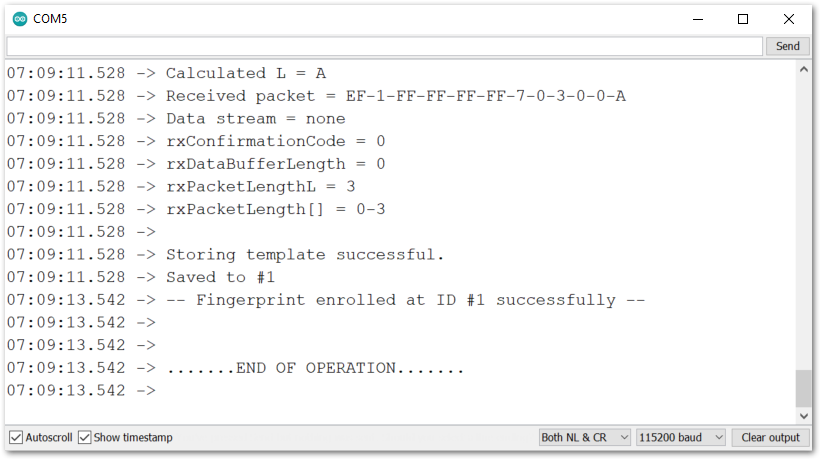 COM5
Send
07:09:11.528 -> Calculated L = A
07:09:11.528 -> Received packet = EF-1-FF-FF-FF-FF-7-0-3-0-0-A
07:09:11.528 -> Data stream = none
07:09:11.528 -> rxConfirmationCode = 0
07:09:11.528 -> rxDataBufferLength = 0
07:09:11.528 -> rxPacketLengthL = 3
07:09:11.528 -> rxPacketLength[] = 0-3
07:09:11.528 ->
07:09:11.528 -> Storing template successful.
07:09:11.528 -> Saved to #1
07:09:13.542 -> -- Fingerprint enrolled at ID #1 successfully --
07:09:13.542 ->
07:09:13.542 ->
07:09:13.542 -> .......END OF OPERATION.......
07:09:13.542 ->
Autoscroll Show timestamp Both NL & CR 115200 baud Clear output